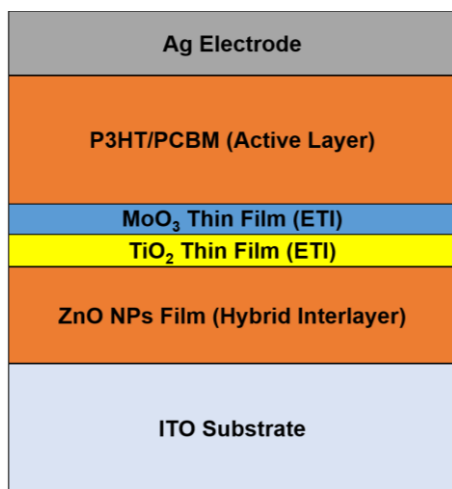 Ag Electrode
P3HT/PCBM (Active Layer)
MoO₃ Thin Film (ETI)
TiO₂ Thin Film (ETI)
ZnO NPs Film (Hybrid Interlayer)
ITO Substrate